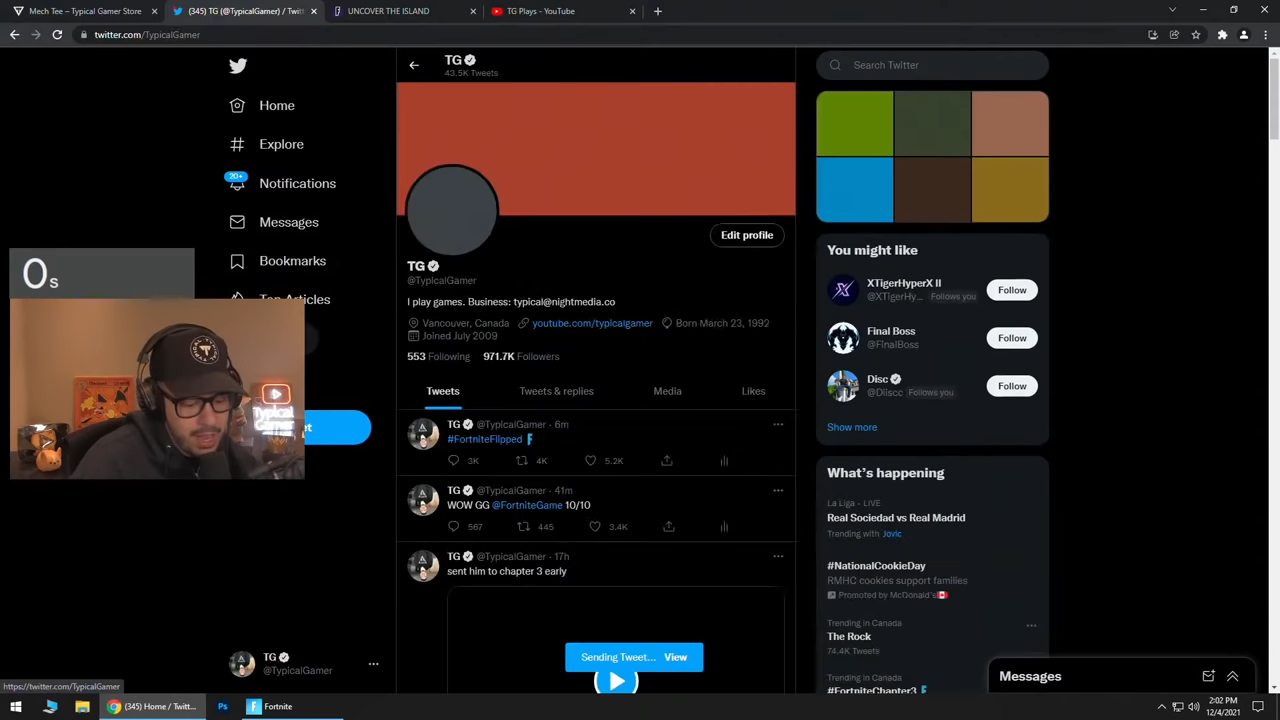 Mech Tee – Typical Gamer Store
(345) TG (@TypicalGamer) / Twitt
UNCOVER THE ISLAND
TG Plays - YouTube
twitter.com/TypicalGamer
TG
43.5K Tweets
Search Twitter
Home
Explore
20+
Notifications
Messages
Bookmarks
Top Articles
0s
Typical
Gamer
et
Edit profile
TG
@TypicalGamer
I play games. Business: typical@nightmedia.co
Vancouver, Canada youtube.com/typicalgamer Born March 23, 1992
Joined July 2009
553 Following 971.7K Followers
Tweets Tweets & replies Media Likes
TG @TypicalGamer · 6m
#FortniteFlipped
3K 4K 5.2K
TG @TypicalGamer · 41m
WOW GG @FortniteGame 10/10
567 445 3.4K
TG @TypicalGamer · 17h
sent him to chapter 3 early
Sending Tweet... View
You might like
XTigerHyperX II
@XTigerHy... Follows you
Follow
Final Boss
@FinalBoss
Follow
Disc
@Diiscc Follows you
Follow
Show more
What's happening
La Liga · LIVE
Real Sociedad vs Real Madrid
Trending with Jovic
#NationalCookieDay
RMHC cookies support families
Promoted by McDonald's
Trending in Canada
The Rock
74.4K Tweets
Trending in Canada
#FortniteChapter3
Messages
TG
@TypicalGamer
https://twitter.com/TypicalGamer
(345) Home / Twitt...
Ps
Fortnite
2:02 PM
12/4/2021